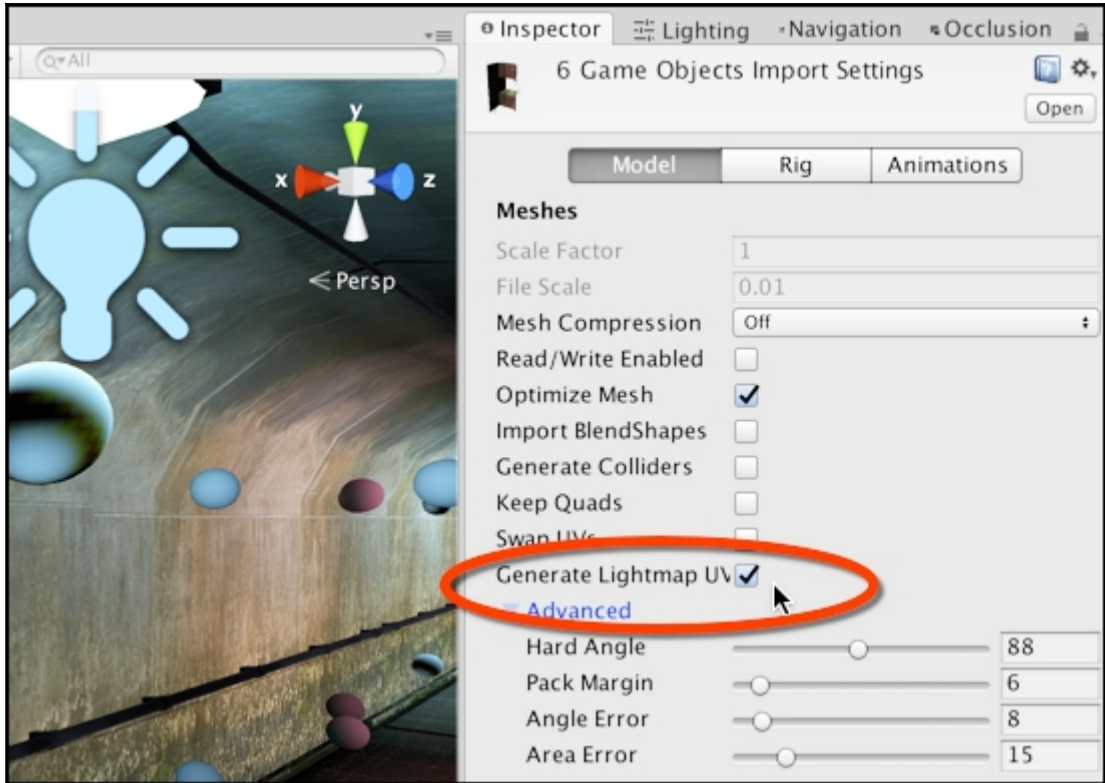 Inspector Lighting Navigation Occlusion
All
6 Game Objects Import Settings
Open
y
x z
Persp
Model Rig Animations
Meshes
Scale Factor 1
File Scale 0.01
Mesh Compression Off
Read/Write Enabled
Optimize Mesh
Import BlendShapes
Generate Colliders
Keep Quads
Swap UVs
Generate Lightmap UV
Advanced
Hard Angle 88
Pack Margin 6
Angle Error 8
Area Error 15